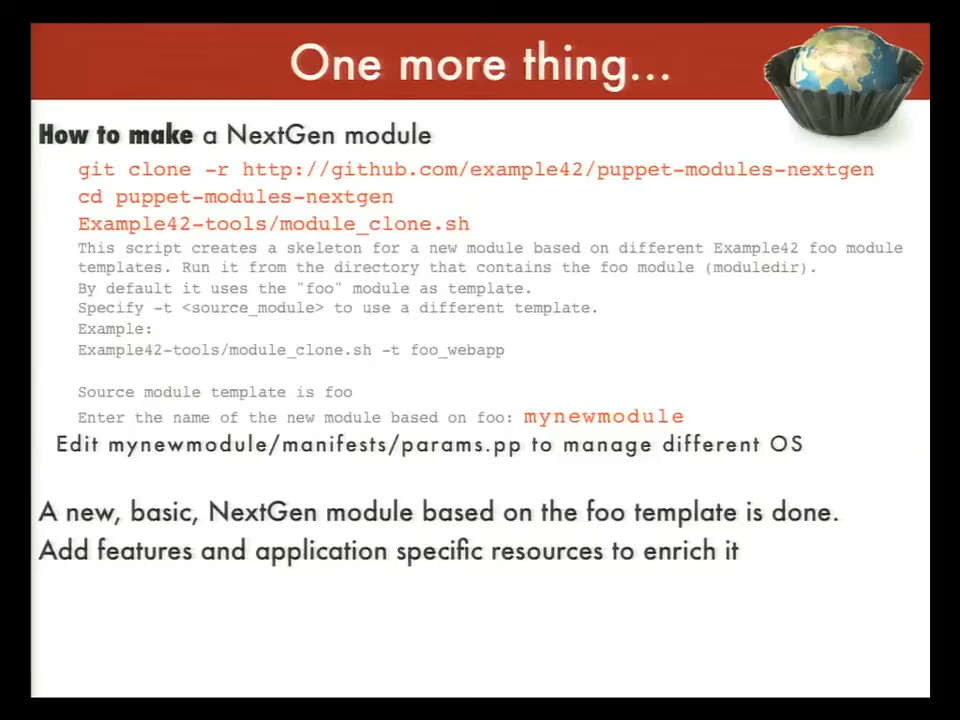 One more thing...
How to make a NextGen module
git clone -r http://github.com/example42/puppet-modules-nextgen
cd puppet-modules-nextgen
Example42-tools/module_clone.sh
This script creates a skeleton for a new module based on different Example42 foo module
templates. Run it from the directory that contains the foo module (moduledir).
By default it uses the "foo" module as template.
Specify -t <source_module> to use a different template.
Example:
Example42-tools/module_clone.sh -t foo_webapp
Source module template is foo
Enter the name of the new module based on foo: mynewmodule
Edit mynewmodule/manifests/params.pp to manage different OS
A new, basic, NextGen module based on the foo template is done.
Add features and application specific resources to enrich it